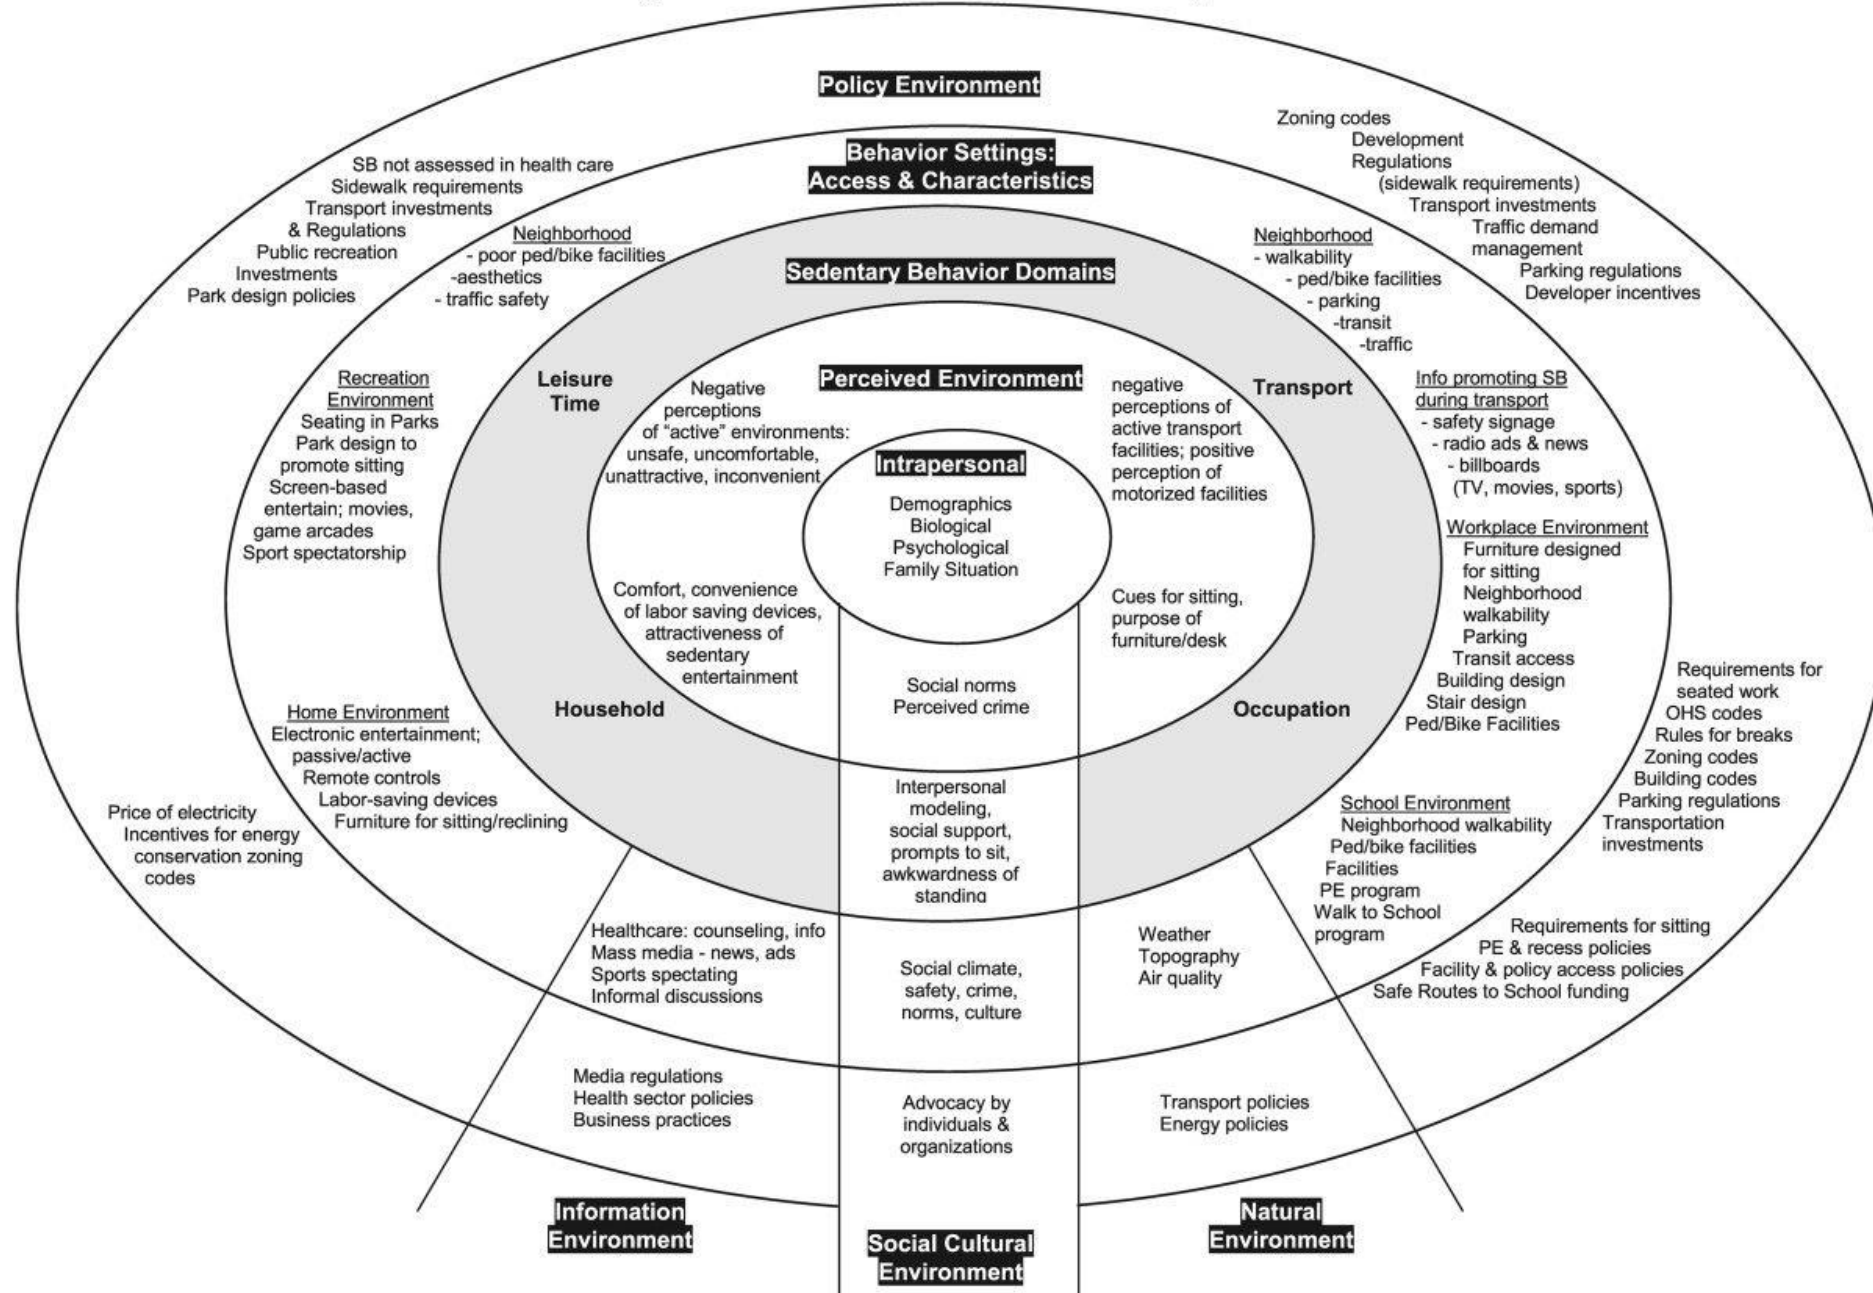 Policy Environment
Behavior Settings:
Access & Characteristics
Sedentary Behavior Domains
Perceived Environment
Intrapersonal
Demographics
Biological
Psychological
Family Situation
SB not assessed in health care
Sidewalk requirements
Transport investments
& Regulations
Public recreation
Investments
Park design policies
Neighborhood
- poor ped/bike facilities
-aesthetics
- traffic safety
Recreation
Environment
Seating in Parks
Park design to
promote sitting
Screen-based
entertain; movies,
game arcades
Sport spectatorship
Leisure
Time
Negative
perceptions
of “active” environments:
unsafe, uncomfortable,
unattractive, inconvenient
Zoning codes
Development
Regulations
(sidewalk requirements)
Transport investments
Traffic demand
management
Parking regulations
Developer incentives
Neighborhood
- walkability
- ped/bike facilities
- parking
-transit
-traffic
Info promoting SB
during transport
- safety signage
- radio ads & news
- billboards
(TV, movies, sports)
Transport
negative
perceptions of
active transport
facilities; positive
perception of
motorized facilities
Comfort, convenience
of labor saving devices,
attractiveness of
sedentary
entertainment
Household
Home Environment
Electronic entertainment;
passive/active
Remote controls
Labor-saving devices
Furniture for sitting/reclining
Price of electricity
Incentives for energy
conservation zoning
codes
Cues for sitting,
purpose of
furniture/desk
Occupation
Workplace Environment
Furniture designed
for sitting
Neighborhood
walkability
Parking
Transit access
Building design
Stair design
Ped/Bike Facilities
Requirements for
seated work
OHS codes
Rules for breaks
Zoning codes
Building codes
Parking regulations
Transportation
investments
School Environment
Neighborhood walkability
Ped/bike facilities
Facilities
PE program
Walk to School
program
Requirements for sitting
PE & recess policies
Facility & policy access policies
Safe Routes to School funding
Social norms
Perceived crime
Interpersonal
modeling,
social support,
prompts to sit,
awkwardness of
standing
Healthcare: counseling, info
Mass media - news, ads
Sports spectating
Informal discussions
Social climate,
safety, crime,
norms, culture
Weather
Topography
Air quality
Media regulations
Health sector policies
Business practices
Advocacy by
individuals &
organizations
Transport policies
Energy policies
Information
Environment
Social Cultural
Environment
Natural
Environment